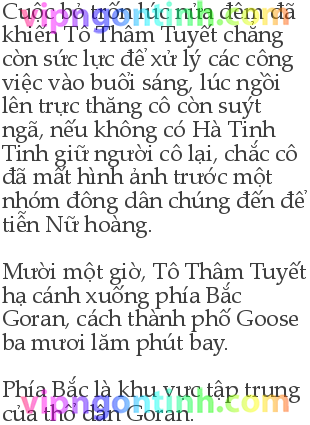 Cuộc bỏ trốn lúc nửa đêm đã
khiến Tô Thâm Tuyết chẳng
còn sức lực để xử lý các công
việc vào buổi sáng, lúc ngồi
lên trực thăng cô còn suýt
ngã, nếu không có Hà Tinh
Tinh giữ người cô lại, chắc cô
đã mất hình ảnh trước một
nhóm đông dân chúng đến để
tiễn Nữ hoàng.
Mười một giờ, Tô Thâm Tuyết
hạ cánh xuống phía Bắc
Goran, cách thành phố Goose
ba mươi lăm phút bay.
Phía Bắc là khu vực tập trung
của thổ dân Goran.
vipngontinh.com
vipngontinh.com